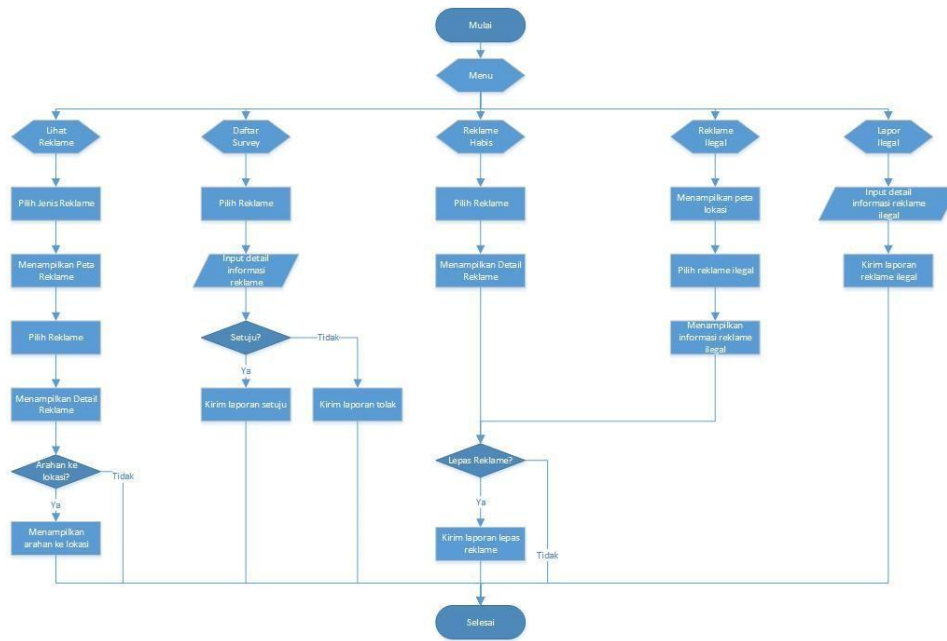 Mulai
Menu
Lihat
Reklame
Daftar
Survey
Reklame
Habis
Reklame
Ilegal
Lapor
Ilegal
Pilih Jenis Reklame
Pilih Reklame
Pilih Reklame
Menampilkan peta
lokasi
Input detail
informasi reklame
ilegal
Menampilkan Peta
Reklame
Input detail
informasi
reklame
Menampilkan Detail
Reklame
Pilih reklame ilegal
Kirim laporan
reklame ilegal
Pilih Reklame
Setuju?
Tidak
Menampilkan
informasi reklame
ilegal
Ya
Menampilkan Detail
Reklame
Kirim laporan setuju
Kirim laporan tolak
Arahan ke
lokasi?
Tidak
Lepas Reklame?
Ya
Ya
Menampilkan
arahan ke lokasi
Kirim laporan lepas
reklame
Tidak
Selesai